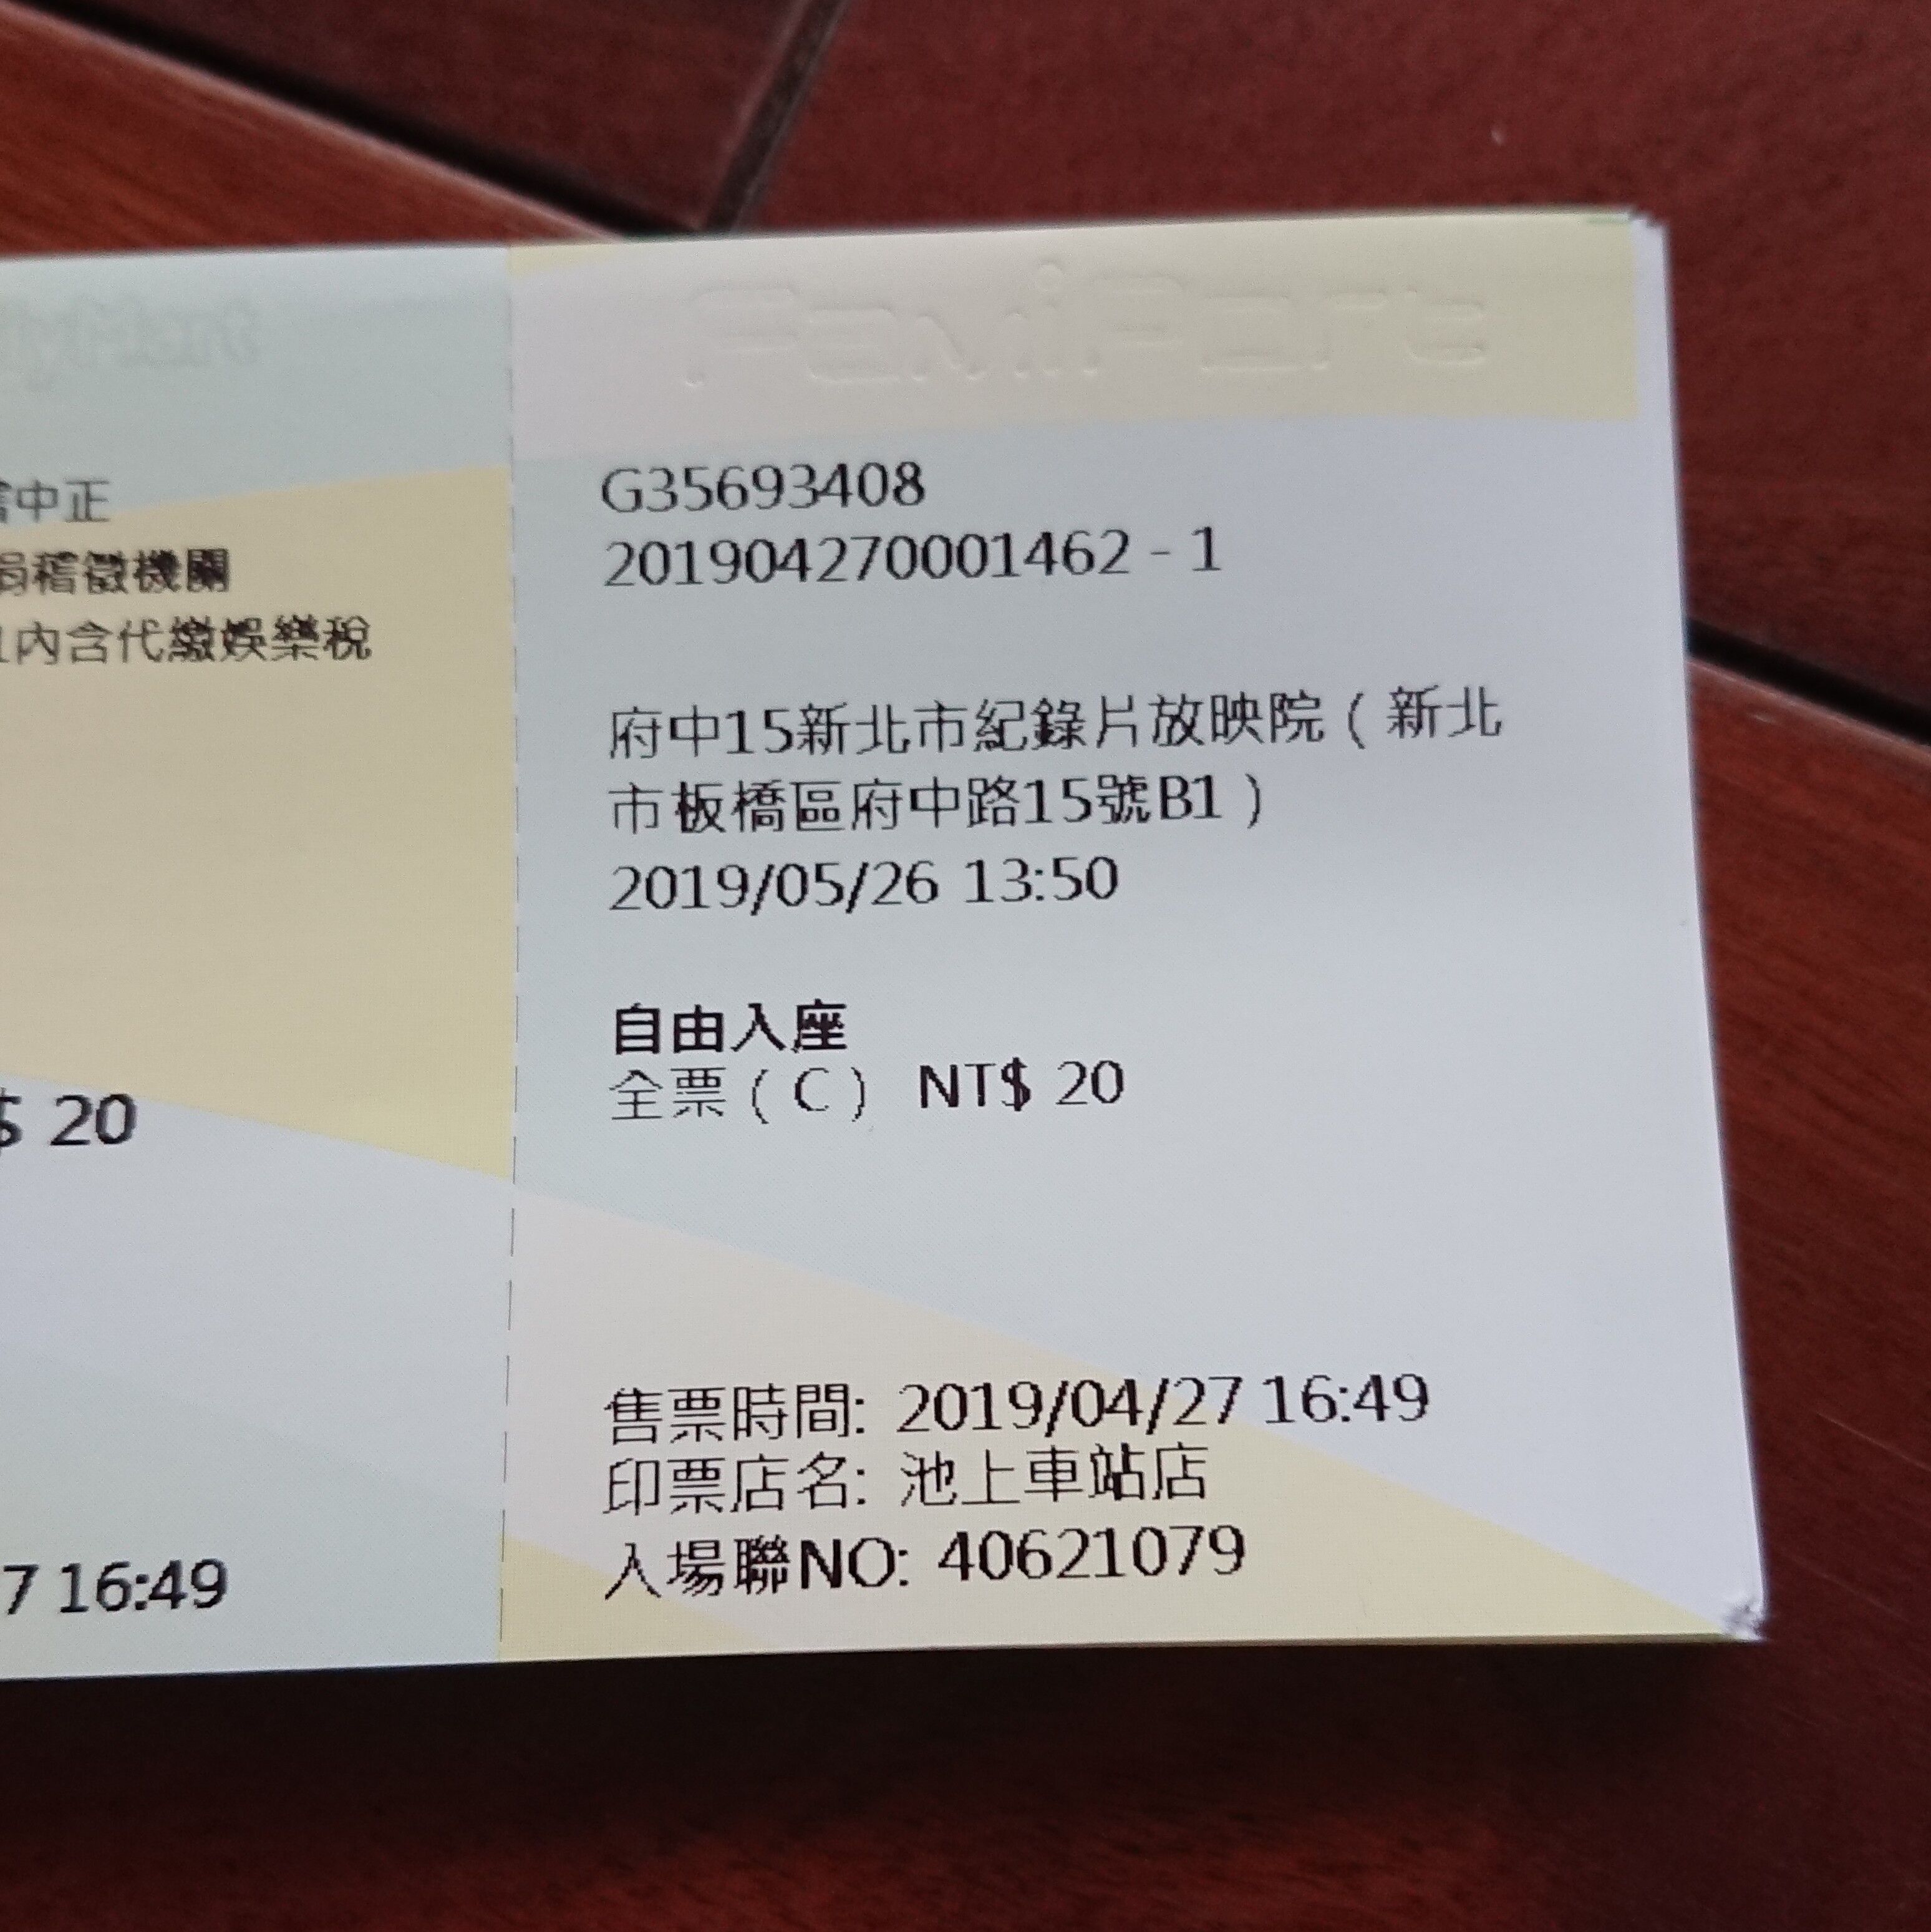 FamiPort
中正
稽徵機關
內含代繳娛樂稅
$ 20
7 16:49
G35693408
201904270001462 - 1
府中15新北市紀錄片放映院（新北
市板橋區府中路15號B1）
2019/05/26 13:50
自由入座
全票（C） NT$ 20
售票時間: 2019/04/27 16:49
印票店名: 池上車站店
入場聯NO: 40621079